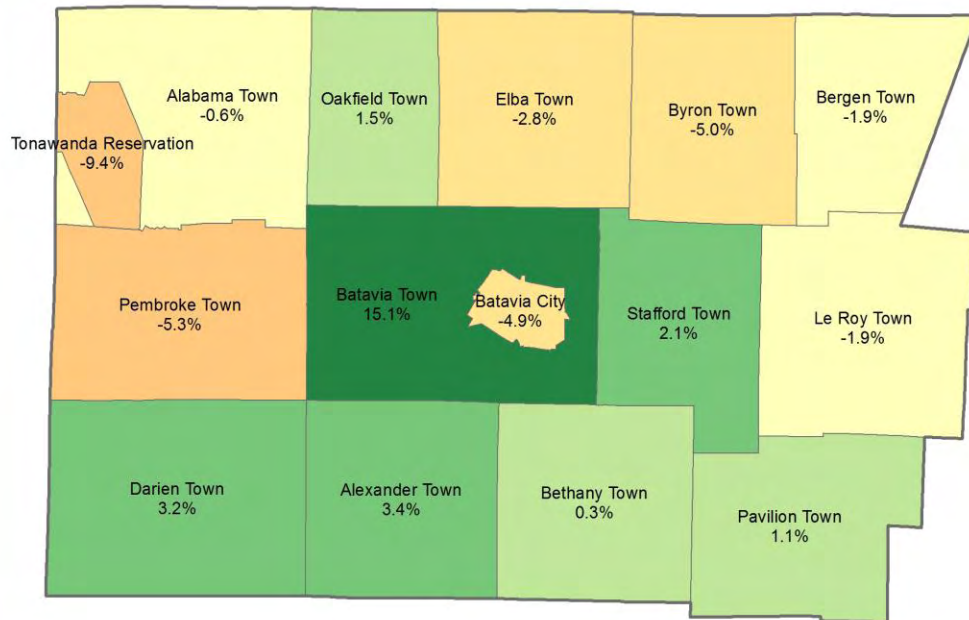 Alabama Town
-0.6%
Oakfield Town
1.5%
Elba Town
-2.8%
Byron Town
-5.0%
Bergen Town
-1.9%
Tonawanda Reservation
-9.4%
Pembroke Town
-5.3%
Batavia Town
15.1%
Batavia City
-4.9%
Stafford Town
2.1%
Le Roy Town
-1.9%
Darien Town
3.2%
Alexander Town
3.4%
Bethany Town
0.3%
Pavilion Town
1.1%